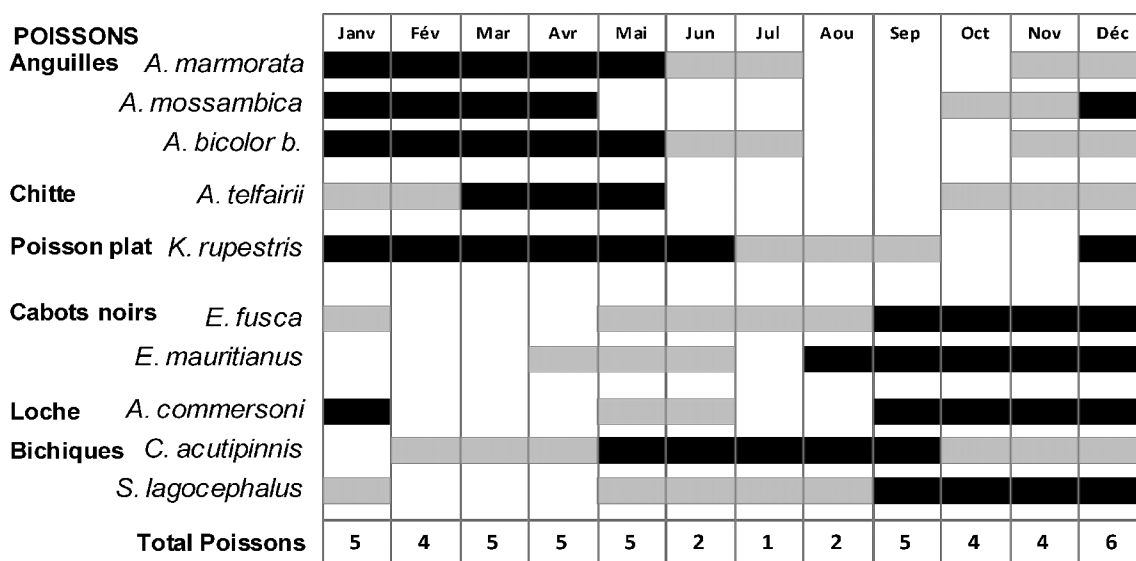 POISSONS Janv Fév Mar Avr Mai Jun Jul Aou Sep Oct Nov Déc
Anguilles A. marmorata
A. mossambica
A. bicolor b.
Chitte A. telfairii
Poisson plat K. rupestris
Cabots noirs E. fusca
E. mauritianus
Loche A. commersoni
Bichiques C. acutipinnis
S. lagocephalus
Total Poissons 5 4 5 5 5 2 1 2 5 4 4 6